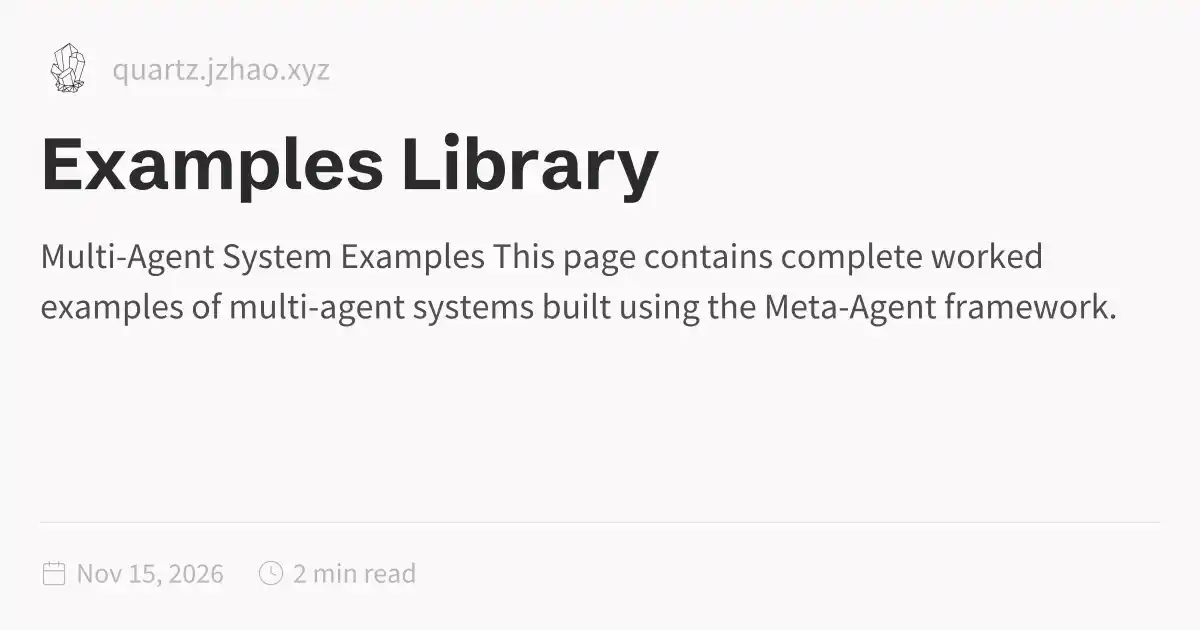 quartz.jzhao.xyz
Examples Library
Multi-Agent System Examples This page contains complete worked
examples of multi-agent systems built using the Meta-Agent framework.
Nov 15, 2026 2 min read